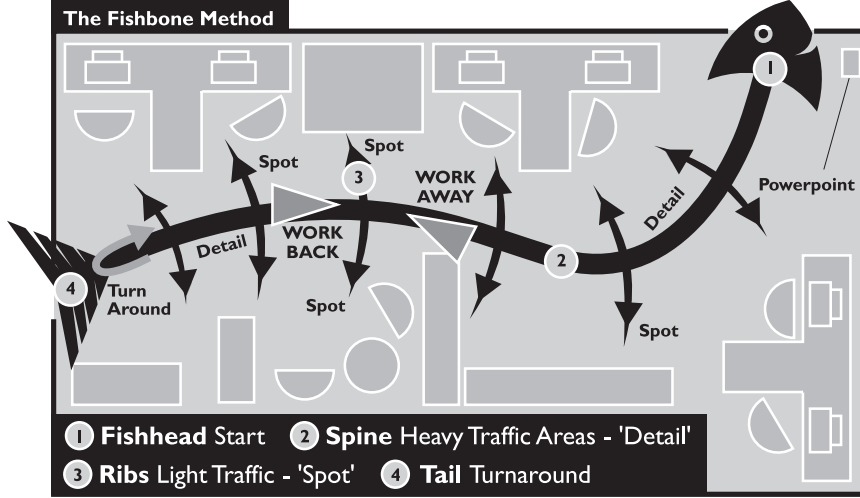 The Fishbone Method
1
Powerpoint
Spot
Spot
3
WORK
AWAY
Detail
Detail
WORK
BACK
2
4
Turn
Around
Spot
Spot
1 Fishhead Start 2 Spine Heavy Traffic Areas - 'Detail'
3 Ribs Light Traffic - 'Spot' 4 Tail Turnaround